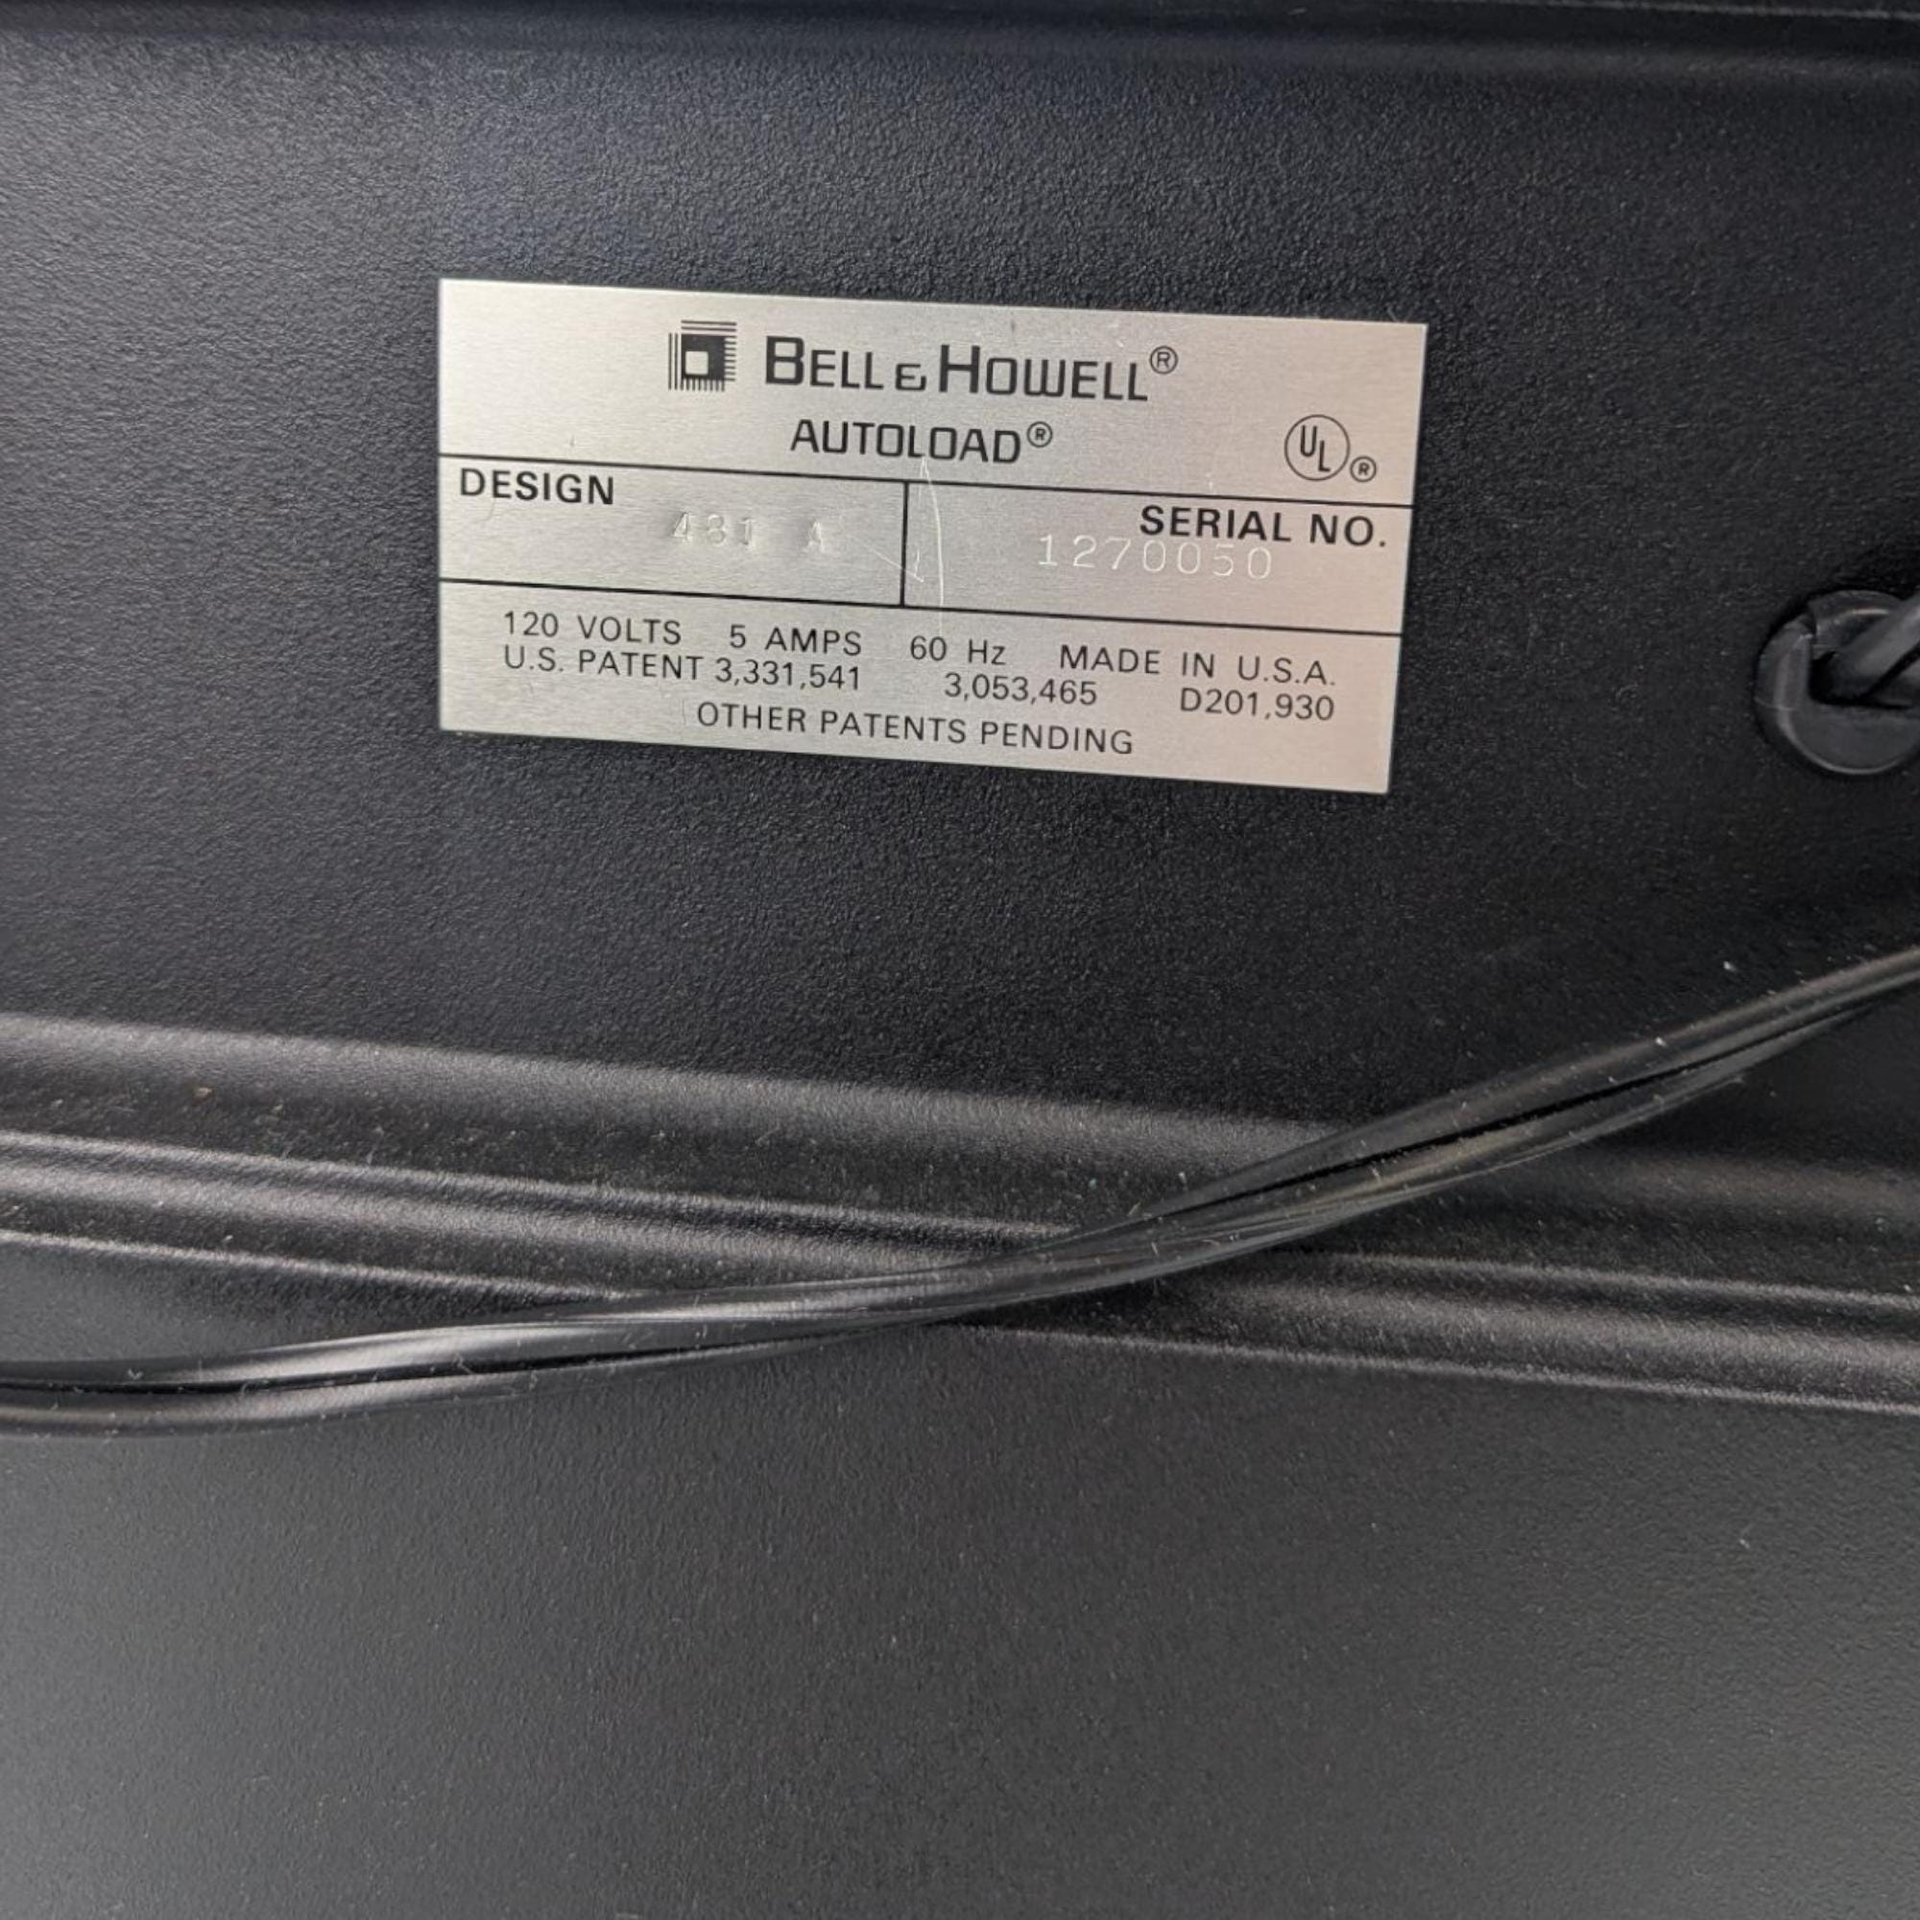 BELL & HOWELL®
AUTOLOAD®
UL®
DESIGN
SERIAL NO.
1270050
120 VOLTS 5 AMPS 60 Hz MADE IN U.S.A.
U.S. PATENT 3,331,541 3,053,465 D201,930
OTHER PATENTS PENDING